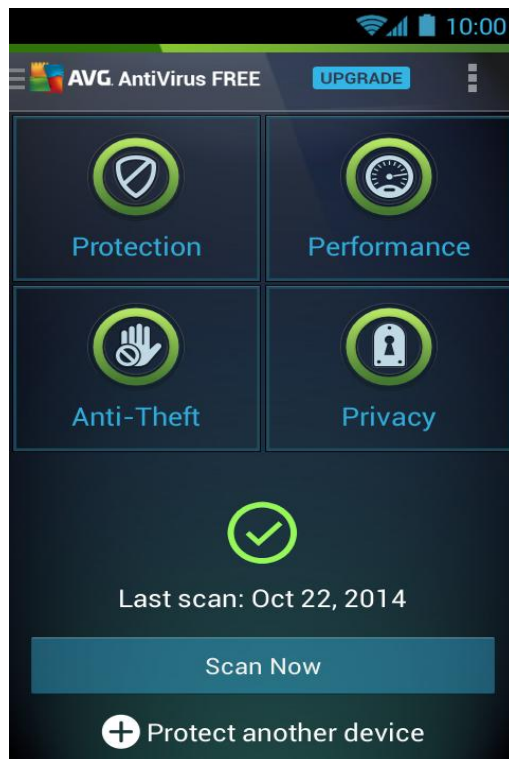 10:00
AVG AntiVirus FREE UPGRADE
Protection Performance
Anti-Theft Privacy
Last scan: Oct 22, 2014
Scan Now
Protect another device